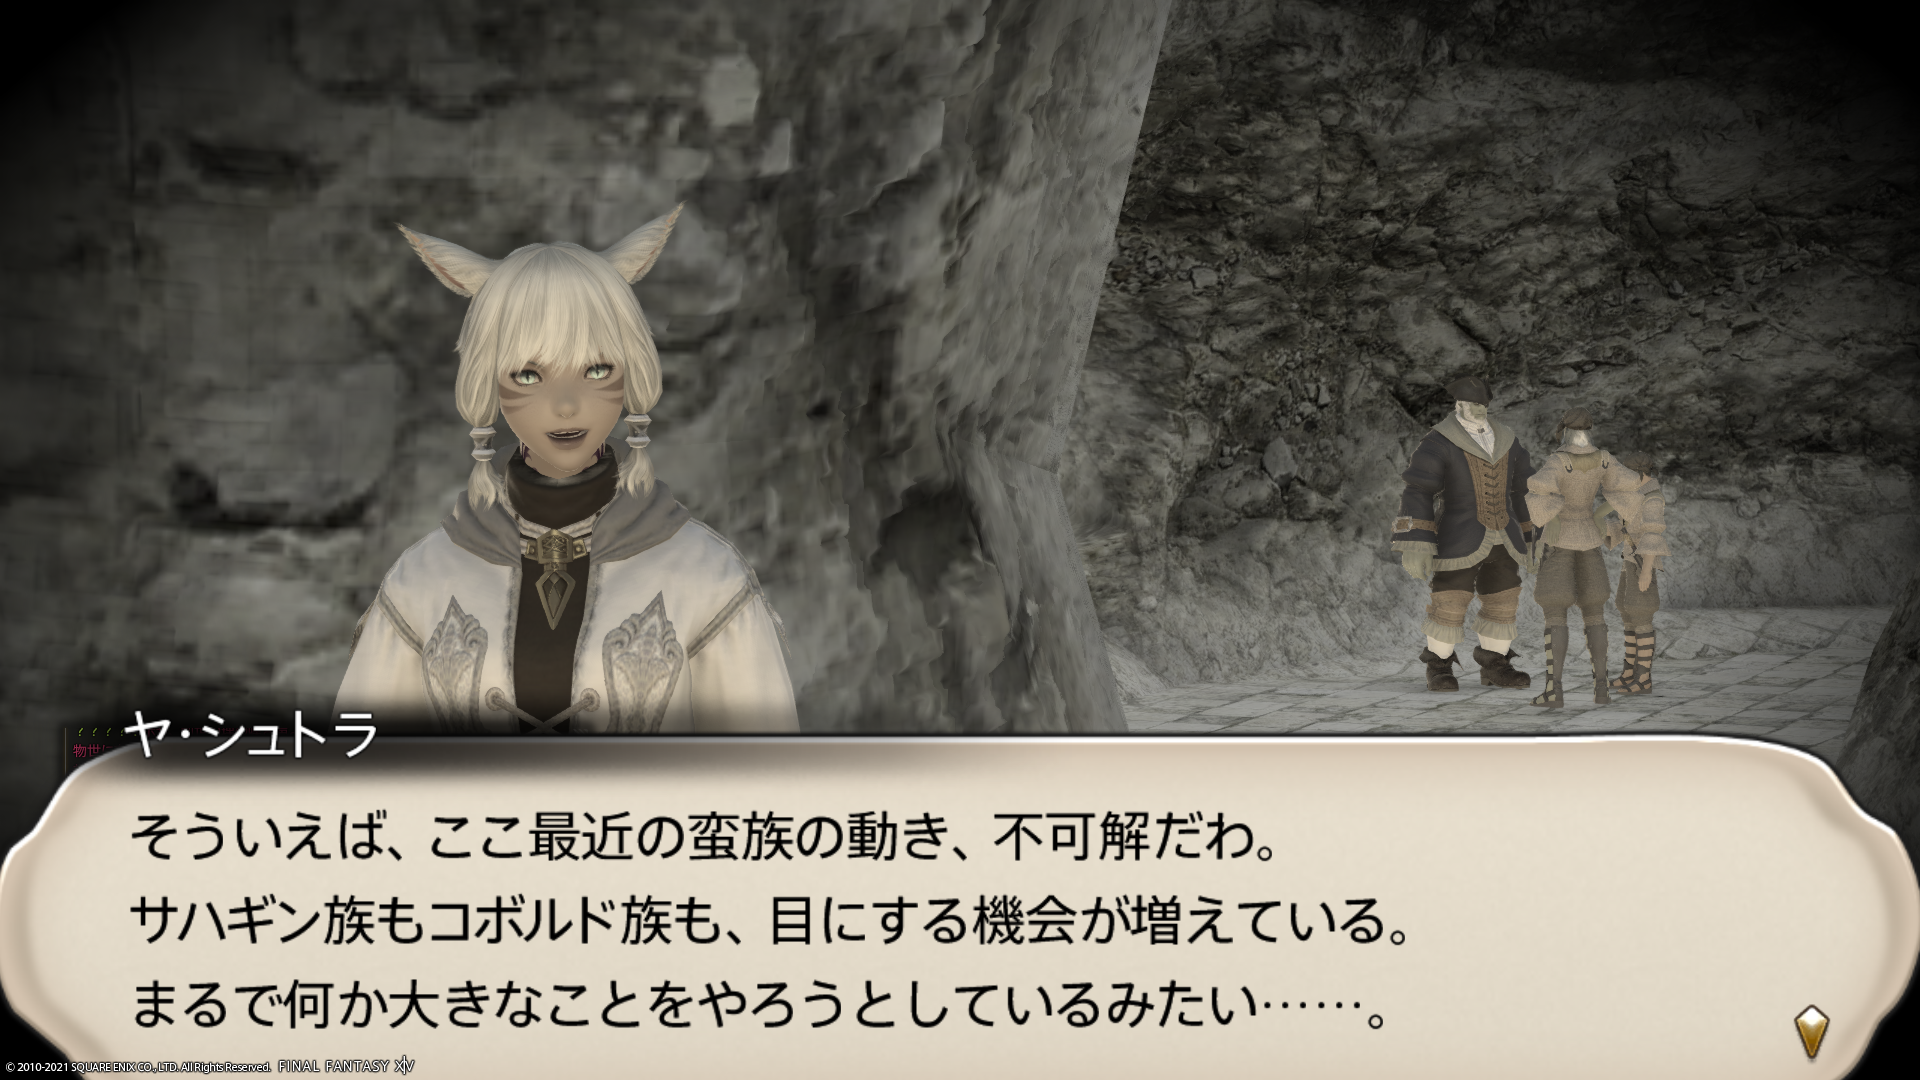 ヤ・シュトラ
そういえば、ここ最近の蛮族の動き、不可解だわ。
サハギン族もコボルド族も、目にする機会が増えている。
まるで何か大きなことをやろうとしているみたい……。
© 2010-2021 SQUARE ENIX CO., LTD. All Rights Reserved. FINAL FANTASY XIV